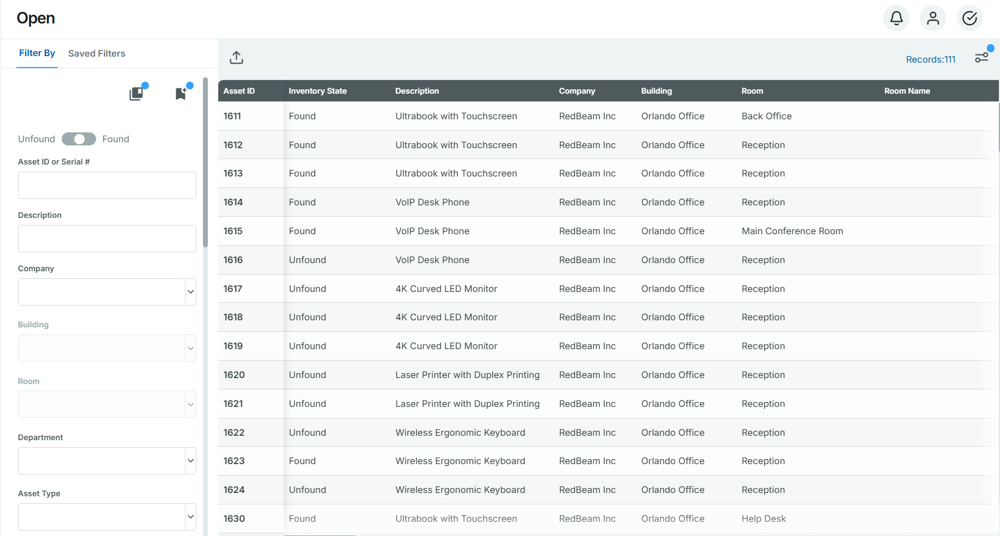 Open
Filter By Saved Filters
Records:111
Unfound Found
Asset ID or Serial #
Description
Company
Building
Room
Department
Asset Type
Asset ID Inventory State Description Company Building Room Room Name
1611 Found Ultrabook with Touchscreen RedBeam Inc Orlando Office Back Office
1612 Found Ultrabook with Touchscreen RedBeam Inc Orlando Office Reception
1613 Found Ultrabook with Touchscreen RedBeam Inc Orlando Office Reception
1614 Found VoIP Desk Phone RedBeam Inc Orlando Office Reception
1615 Found VoIP Desk Phone RedBeam Inc Orlando Office Main Conference Room
1616 Unfound VoIP Desk Phone RedBeam Inc Orlando Office Reception
1617 Unfound 4K Curved LED Monitor RedBeam Inc Orlando Office Reception
1618 Unfound 4K Curved LED Monitor RedBeam Inc Orlando Office Reception
1619 Unfound 4K Curved LED Monitor RedBeam Inc Orlando Office Reception
1620 Unfound Laser Printer with Duplex Printing RedBeam Inc Orlando Office Reception
1621 Unfound Laser Printer with Duplex Printing RedBeam Inc Orlando Office Reception
1622 Unfound Wireless Ergonomic Keyboard RedBeam Inc Orlando Office Reception
1623 Found Wireless Ergonomic Keyboard RedBeam Inc Orlando Office Reception
1624 Unfound Wireless Ergonomic Keyboard RedBeam Inc Orlando Office Reception
1630 Found Ultrabook with Touchscreen RedBeam Inc Orlando Office Help Desk